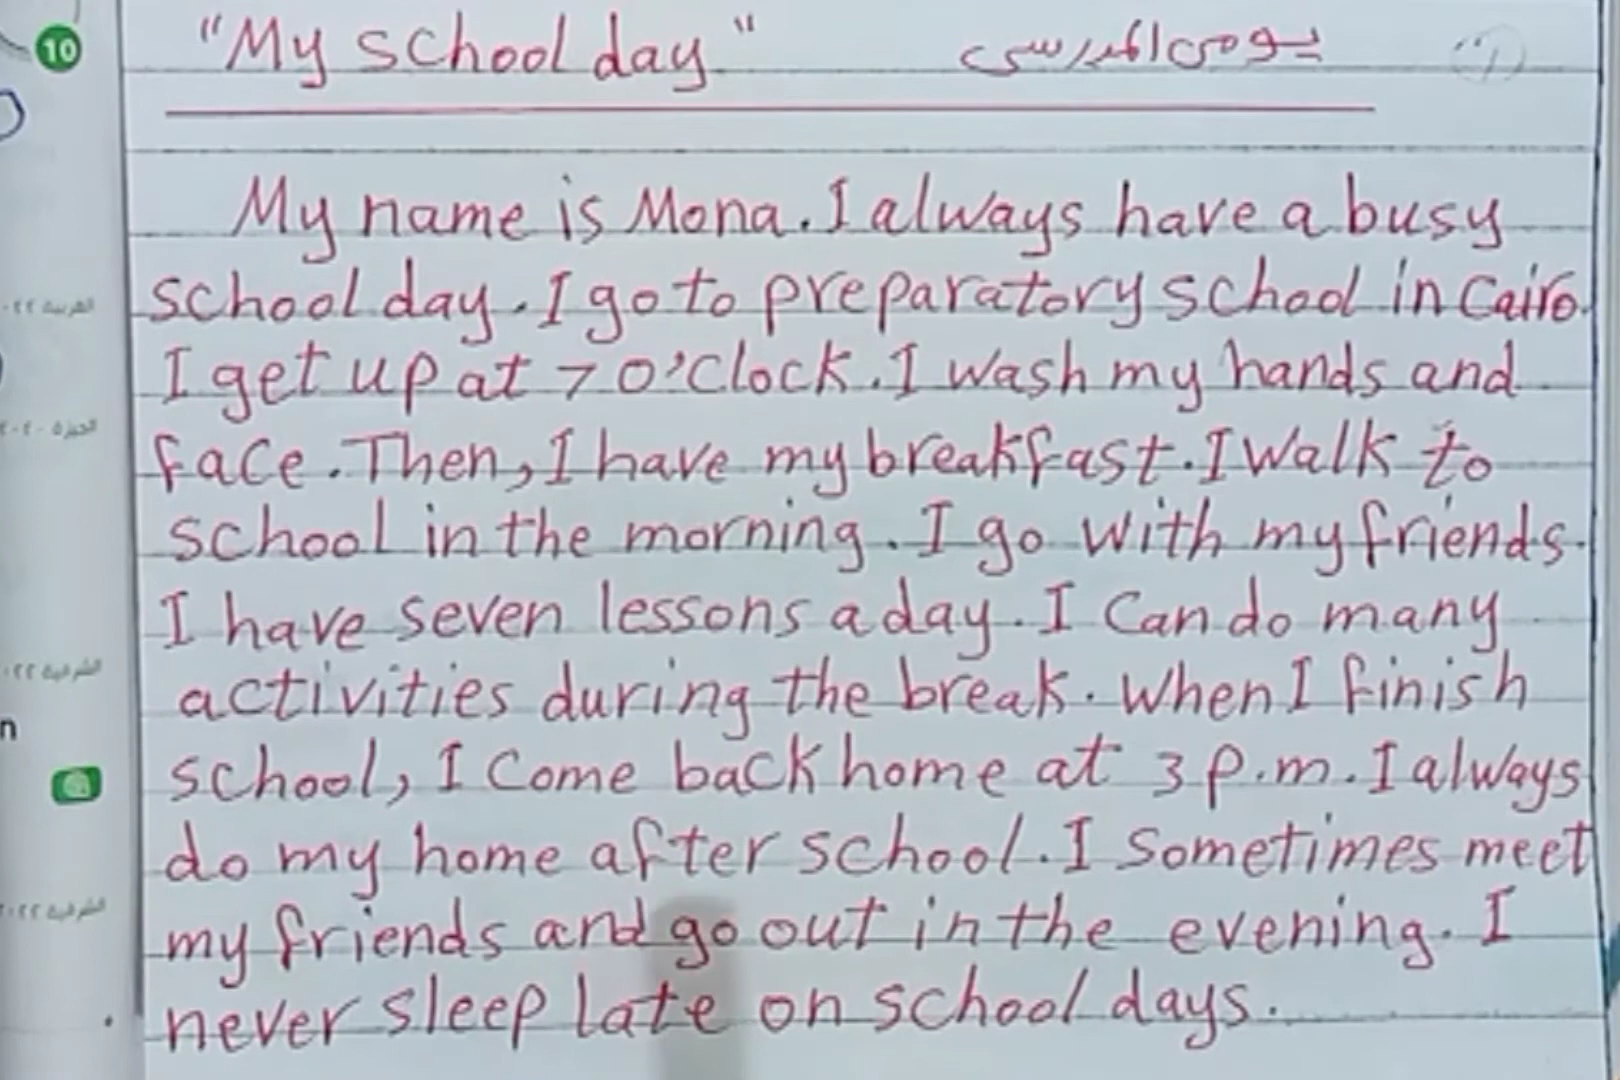 10
"My school day" يومى المدرسى
My name is Mona. I always have a busy
school day. I go to preparatory school in Cairo.
I get up at 7 O'Clock. I wash my hands and
face. Then, I have my breakfast. I walk to
school in the morning. I go with my friends.
I have seven lessons a day. I Can do many
activities during the break. When I finish
school, I Come back home at 3 p.m. I always
do my home after school. I Sometimes meet
my friends and go out in the evening. I
never sleep late on school days.
n